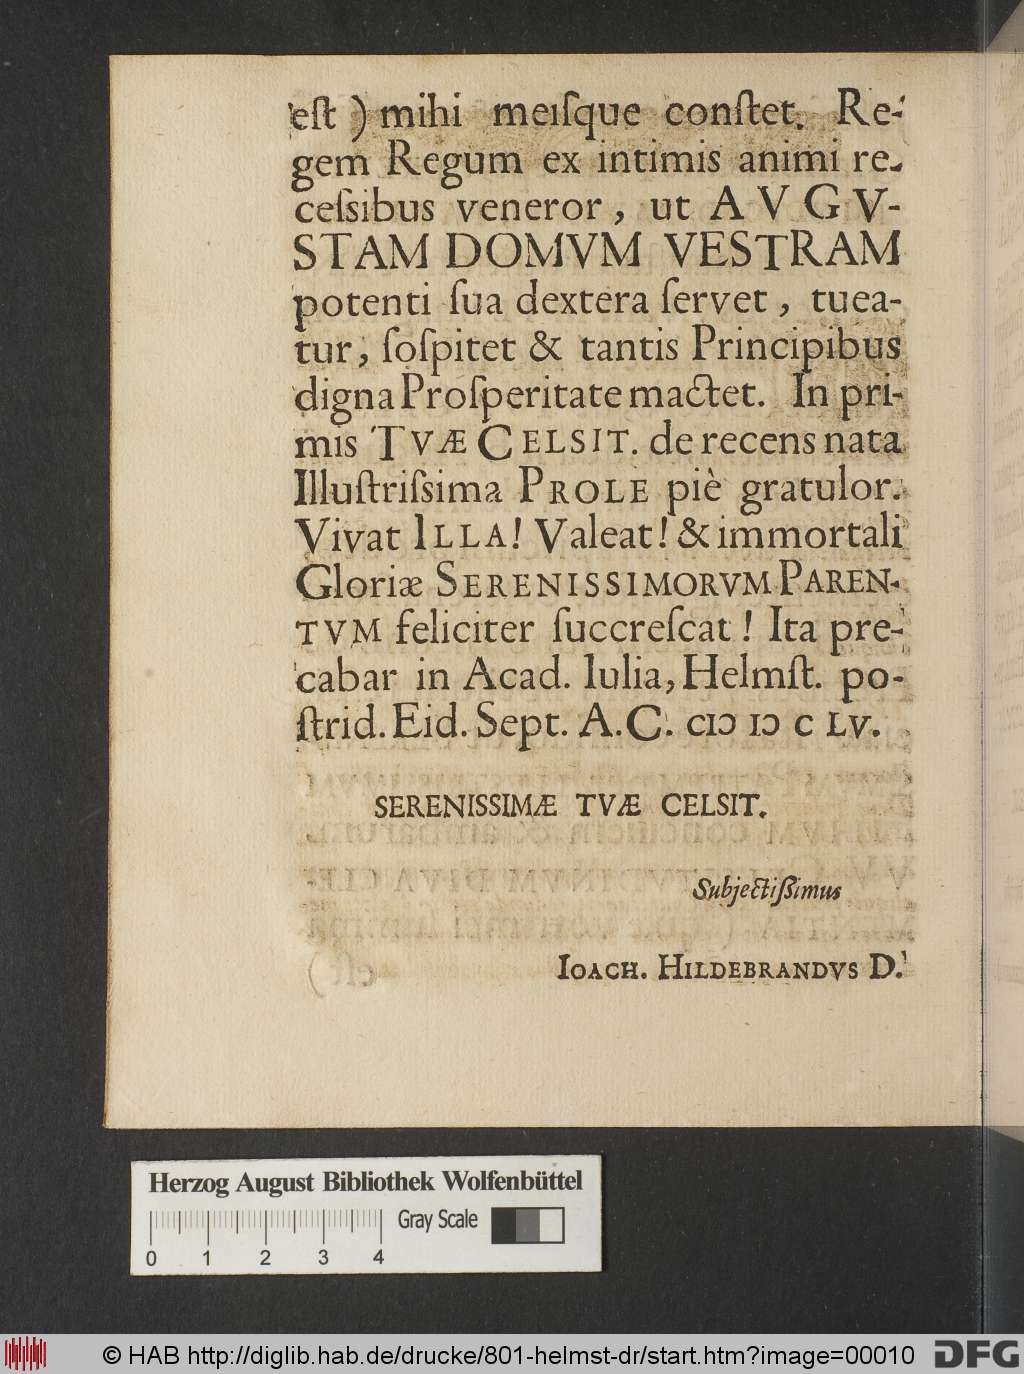 eſt ) mihi meiſque conſtet. Re-
gem Regum ex intimis animi re-
ceſsibus veneror, ut AVGV-
STAM DOMVM VESTRAM
potenti ſua dextera ſervet, tuea-
tur, ſoſpitet & tantis Principibus
digna Proſperitate mactet. In pri-
mis TVÆ CELSIT. de recens nata
Illuſtriſsima PROLE piè gratulor.
Vivat ILLA! Valeat! & immortali
Gloriæ SERENISSIMORVM PAREN-
TVM feliciter ſuccreſcat! Ita pre-
cabar in Acad. Iulia, Helmſt. po-
ſtrid. Eid. Sept. A.C. CIↃ IↃ C LV.
SERENISSIMÆ TVÆ CELSIT.
Subjectißimus
IOACH. HILDEBRANDVS D.
Herzog August Bibliothek Wolfenbüttel
Gray Scale
0 1 2 3 4
© HAB http://diglib.hab.de/drucke/801-helmst-dr/start.htm?image=00010
DFG